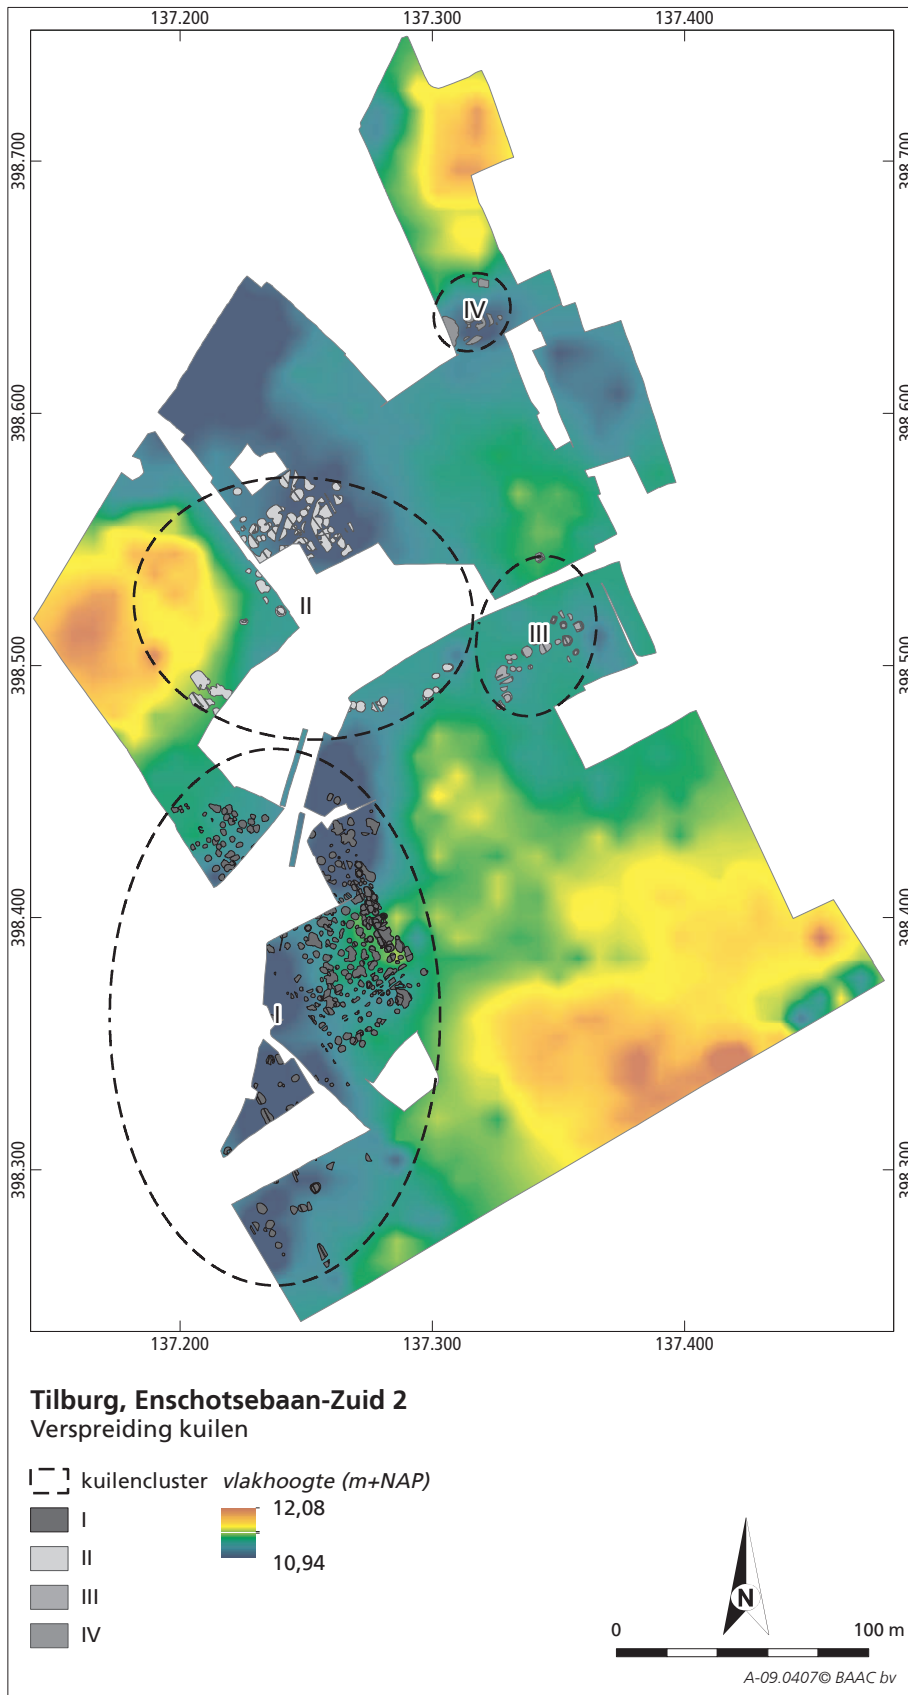 137.200 137.300 137.400
398.700 398.700
IV
398.600 398.600
II
III
398.500 398.500
398.400 398.400
I
398.300 398.300
137.200 137.300 137.400
Tilburg, Enschotsebaan-Zuid 2
Verspreiding kuilen
kuilencluster vlakhoogte (m+NAP)
I 12,08
II 10,94
III
IV
N
0 100 m
A-09.0407© BAAC bv